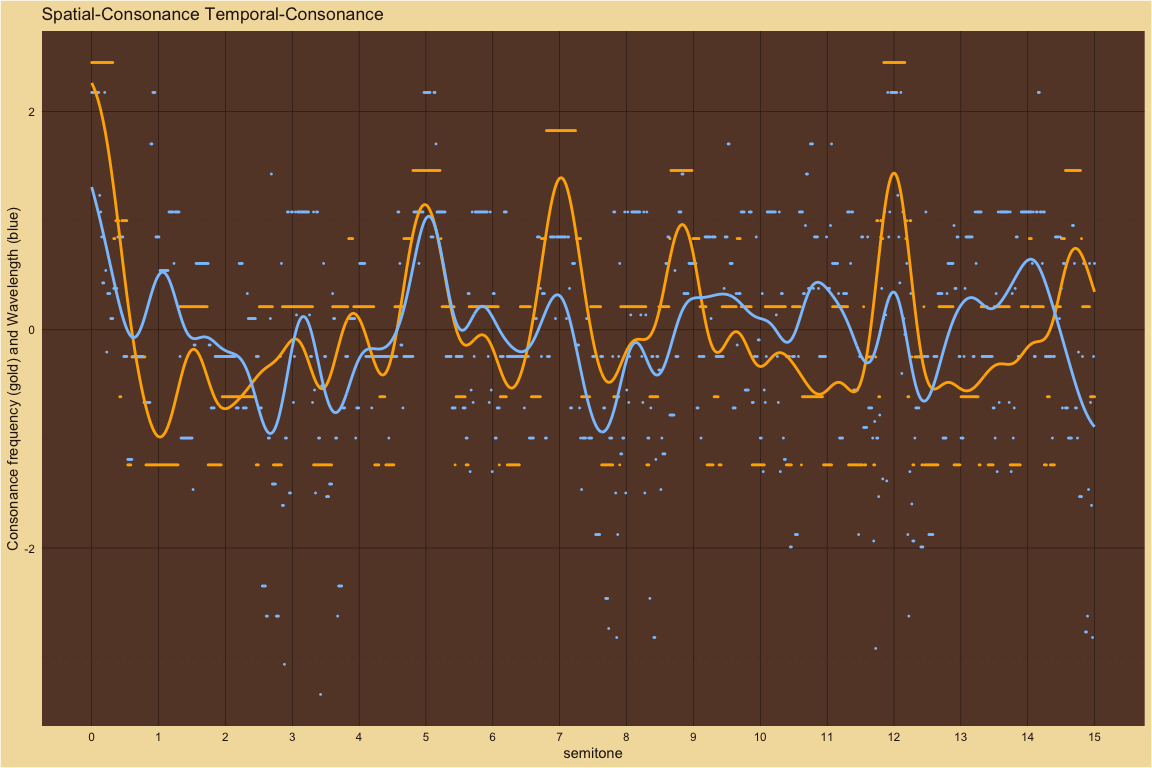 Spatial-Consonance Temporal-Consonance
Consonance frequency (gold) and Wavelength (blue)
2
0
-2
0 1 2 3 4 5 6 7 8 9 10 11 12 13 14 15
semitone